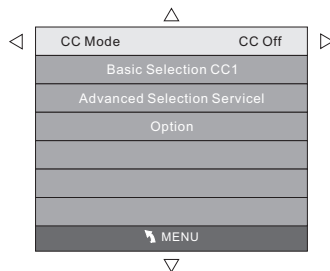 CC Mode CC Off
Basic Selection CC1
Advanced Selection Servicel
Option
MENU